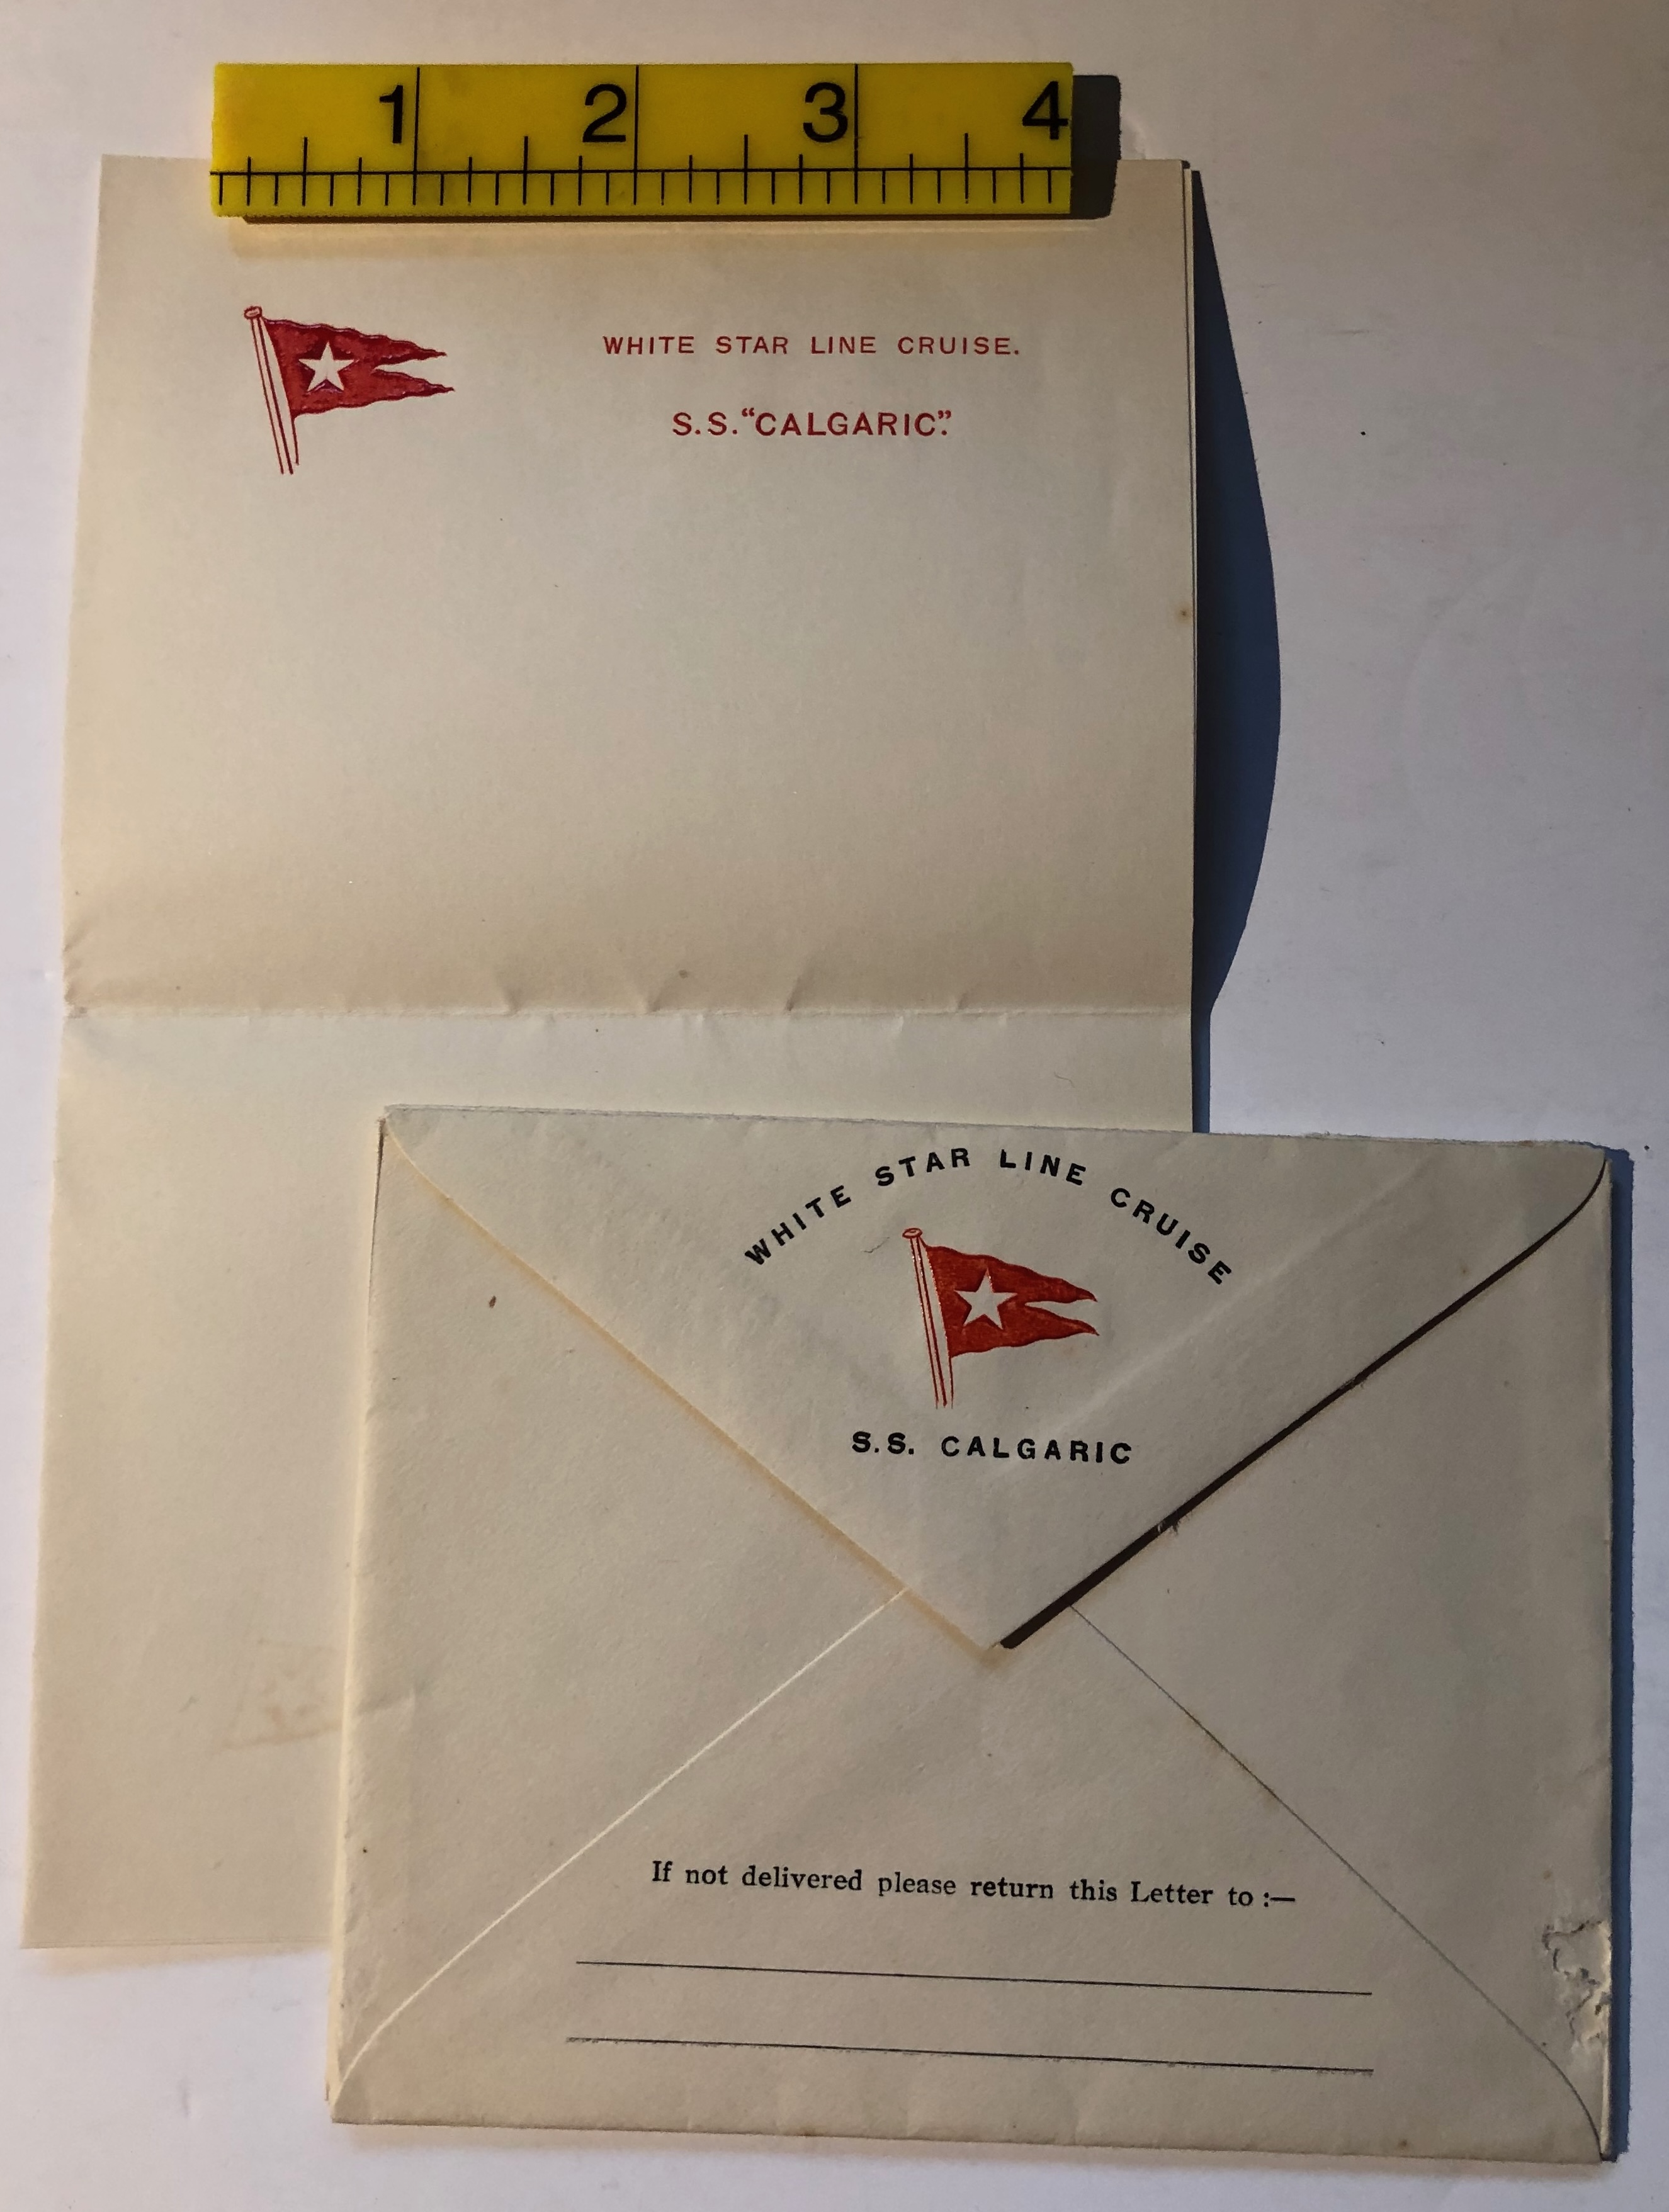 1 2 3 4
WHITE STAR LINE CRUISE.
S.S. “CALGARIC”.
WHITE STAR LINE CRUISE
S.S. CALGARIC
If not delivered please return this Letter to :—